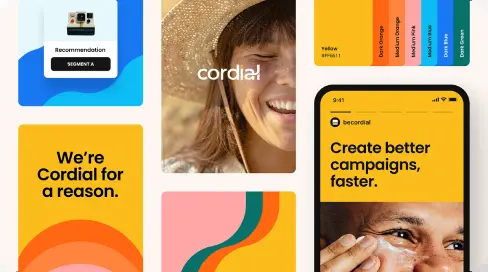 Recommendation
SEGMENT A
We're
Cordial for
a reason.
cordial
Yellow
#FFBA11
Dark Orange
Medium Orange
Medium Pink
Medium Blue
Dark Blue
Dark Green
9:41
becordial
Create better
campaigns,
faster.